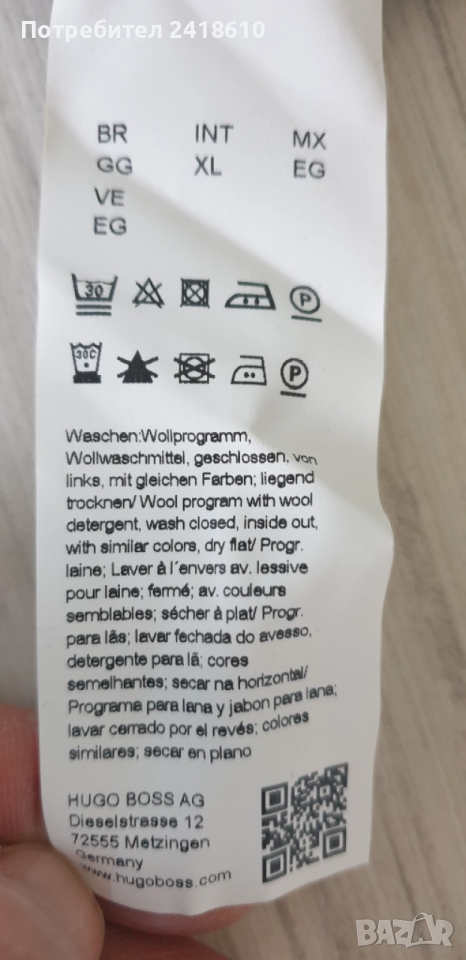 Потребител 2418610
BR INT MX
GG XL EG
VE
EG
30 P
30C P
Waschen:Wollprogramm,
Wollwaschmittel, geschlossen, von
links, mit gleichen Farben; liegend
trocknen/ Wool program with wool
detergent, wash closed, inside out,
with similar colors, dry flat/ Progr.
laine; Laver à l´envers av. lessive
pour laine; fermé; av. couleurs
semblables; sécher à plat/ Progr.
para lãs; lavar fechada do avesso,
detergente para lã; cores
semelhantes; secar na horizontal/
Programa para lana y jabon para lana;
lavar cerrado por el revés; colores
similares; secar en plano
HUGO BOSS AG
Dieselstrasse 12
72555 Metzingen
Germany
www.hugoboss.com
BAZAR